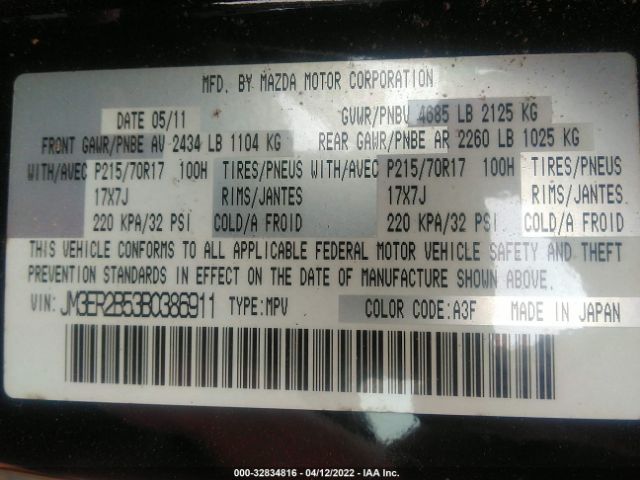 MFD. BY MAZDA MOTOR CORPORATION
DATE 05/11 GVWR/PNBV 4685 LB 2125 KG
FRONT GAWR/PNBE AV 2434 LB 1104 KG REAR GAWR/PNBE AR 2260 LB 1025 KG
WITH/AVEC P215/70R17 100H TIRES/PNEUS WITH/AVEC P215/70R17 100H TIRES/PNEUS
17X7J RIMS/JANTES 17X7J RIMS/JANTES
220 KPA/32 PSI COLD/A FROID 220 KPA/32 PSI COLD/A FROID
THIS VEHICLE CONFORMS TO ALL APPLICABLE FEDERAL MOTOR VEHICLE SAFETY AND THEFT
PREVENTION STANDARDS IN EFFECT ON THE DATE OF MANUFACTURE SHOWN ABOVE.
VIN: JM3ER2B53B0386911 TYPE:MPV COLOR CODE:A3F MADE IN JAPAN
000-32834816 - 04/12/2022 - IAA Inc.